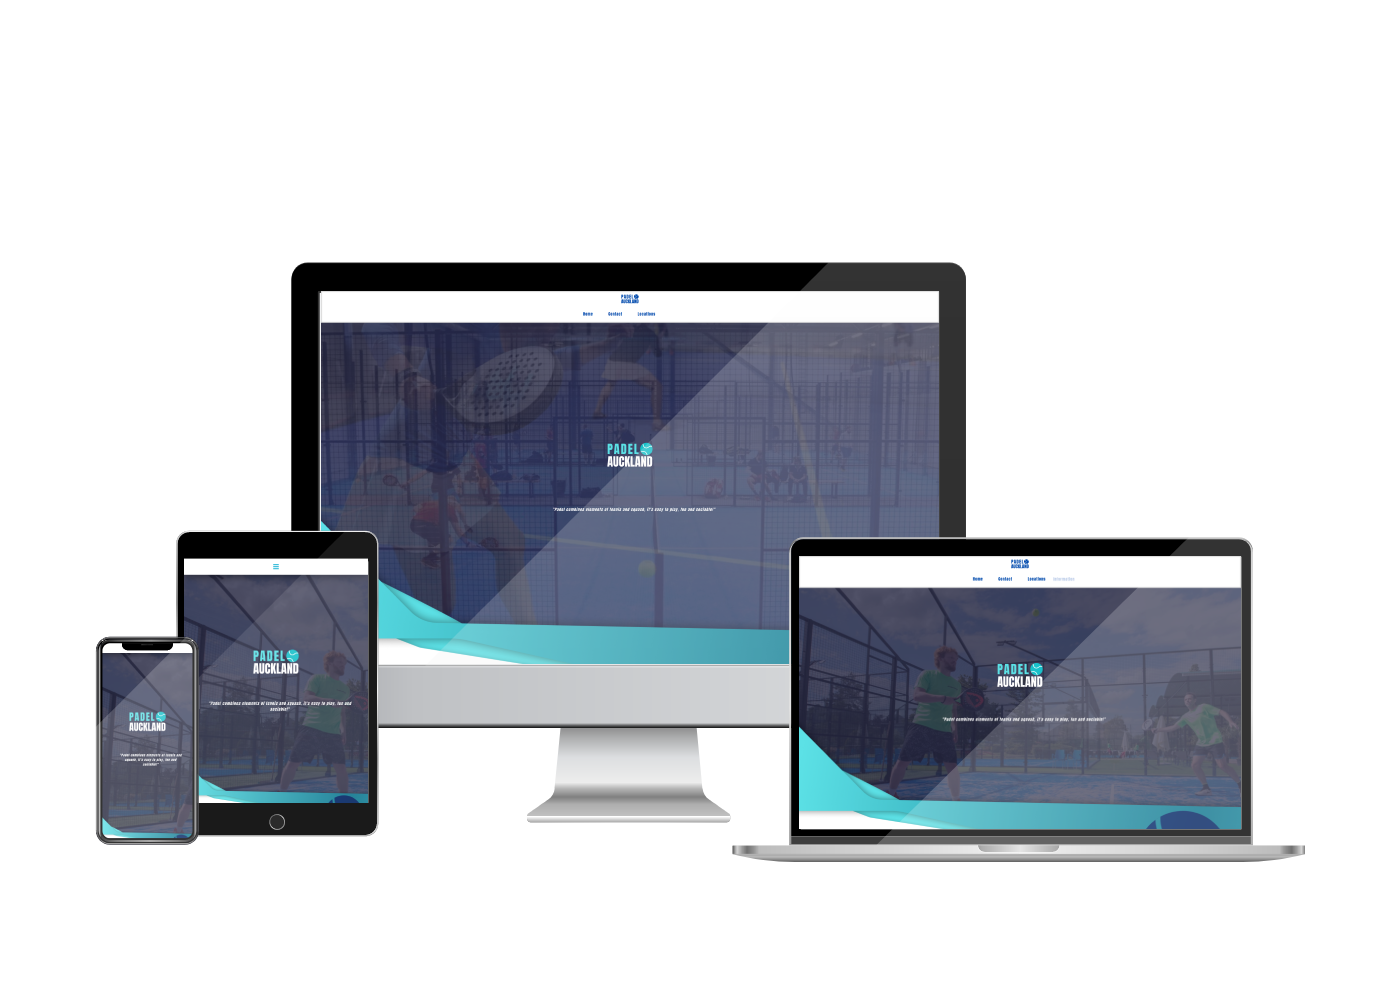 PADEL
AUCKLAND
Home Contact Locations
PADEL
AUCKLAND
"Padel combines elements of tennis and squash, it's easy to play, fun and sociable!"
PADEL
AUCKLAND
"Padel combines elements of tennis and squash, it's easy to play, fun and
sociable!"
PADEL
AUCKLAND
"Padel combines elements of tennis and
squash, it's easy to play, fun and
sociable!"
PADEL
AUCKLAND
Home Contact Locations
PADEL
AUCKLAND
"Padel combines elements of tennis and squash, it's easy to play, fun and sociable!"